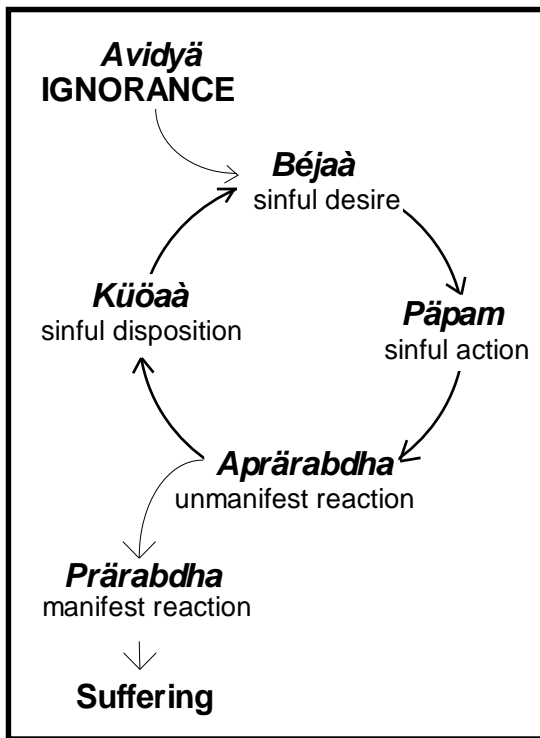 Avidyä
IGNORANCE
Béjaà
sinful desire
Küöaà
sinful disposition
Päpam
sinful action
Aprärabdha
unmanifest reaction
Prärabdha
manifest reaction
Suffering